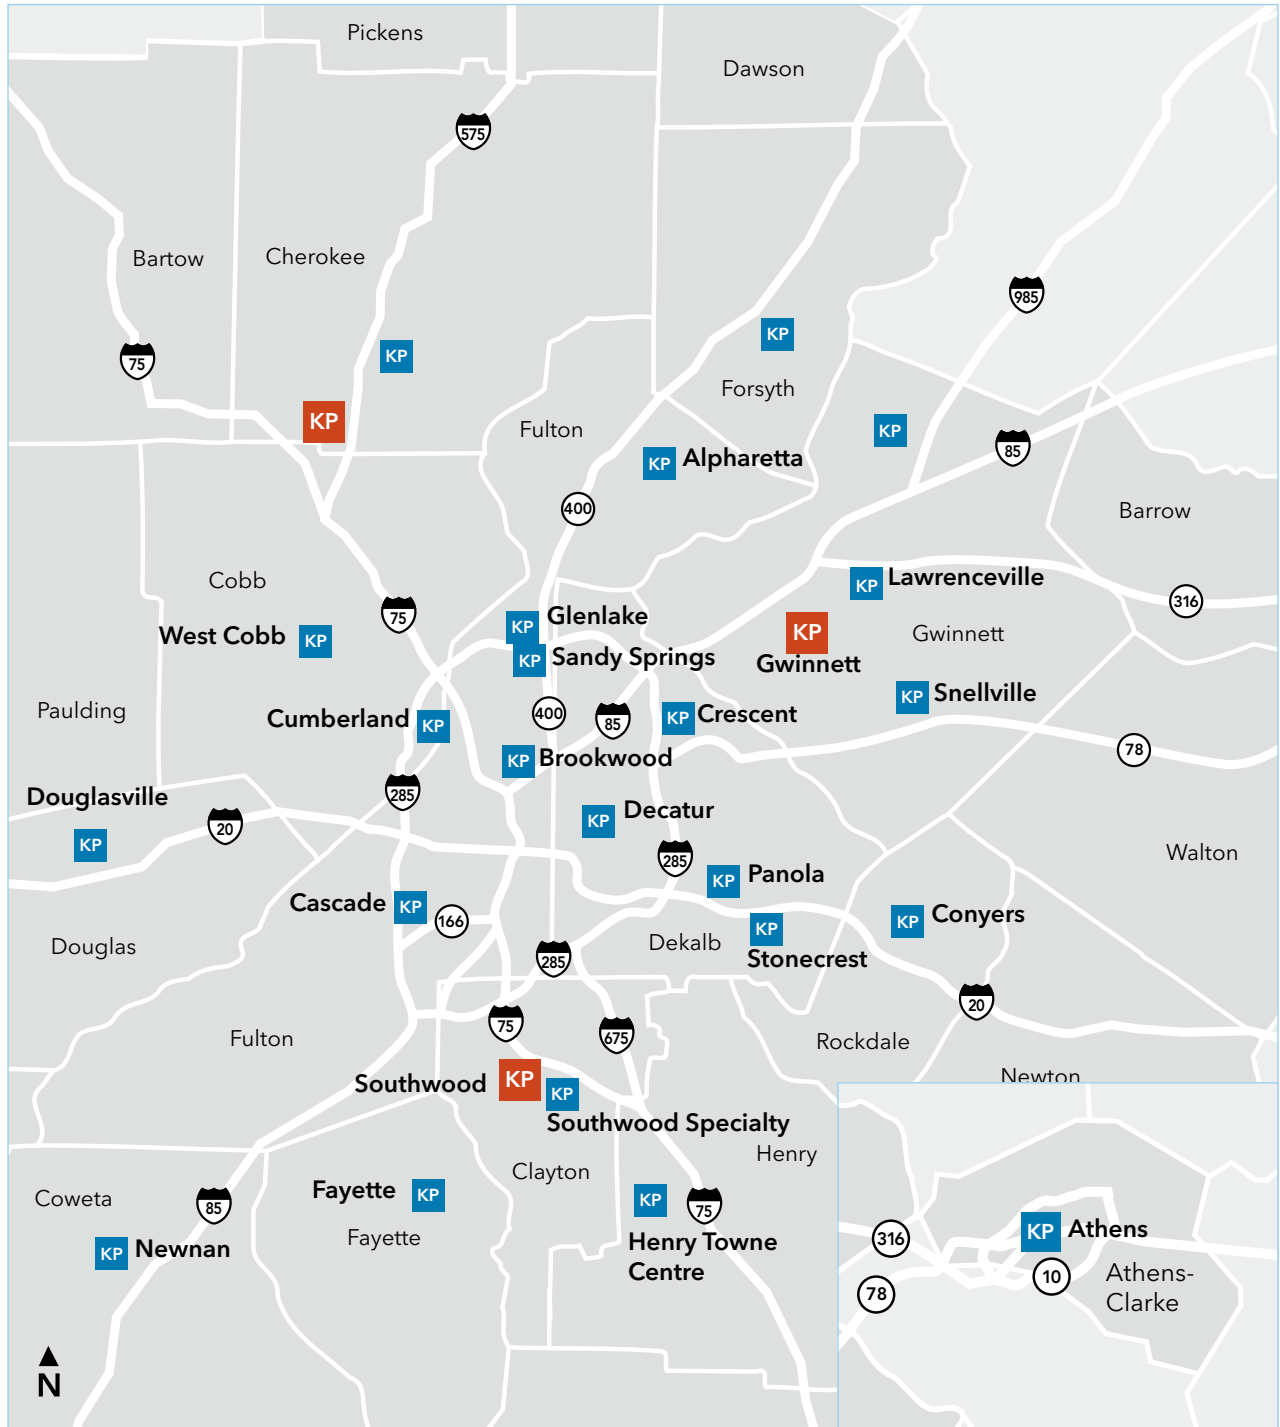 Pickens
Dawson
575
Bartow
Cherokee
985
KP
75
KP
Forsyth
KP
Fulton
KP
85
KP Alpharetta
400
Barrow
Cobb
Lawrenceville
KP
316
75
Glenlake
KP
West Cobb KP
KP
Gwinnett
Gwinnett
Sandy Springs
KP
Snellville
KP
Paulding
Cumberland KP
400
85
KP Crescent
78
Brookwood
KP
Douglasville
285
Decatur
KP
20
KP
Walton
285
Panola
KP
Cascade KP
166
Conyers
KP
KP
Stonecrest
Douglas
Dekalb
285
20
75
675
Fulton
Rockdale
Newton
Southwood KP
KP
Southwood Specialty
Henry
Clayton
Coweta
85
Fayette KP
KP
75
Fayette
Henry Towne
Centre
KP Newnan
KP Athens
316
10
Athens-
Clarke
78
N